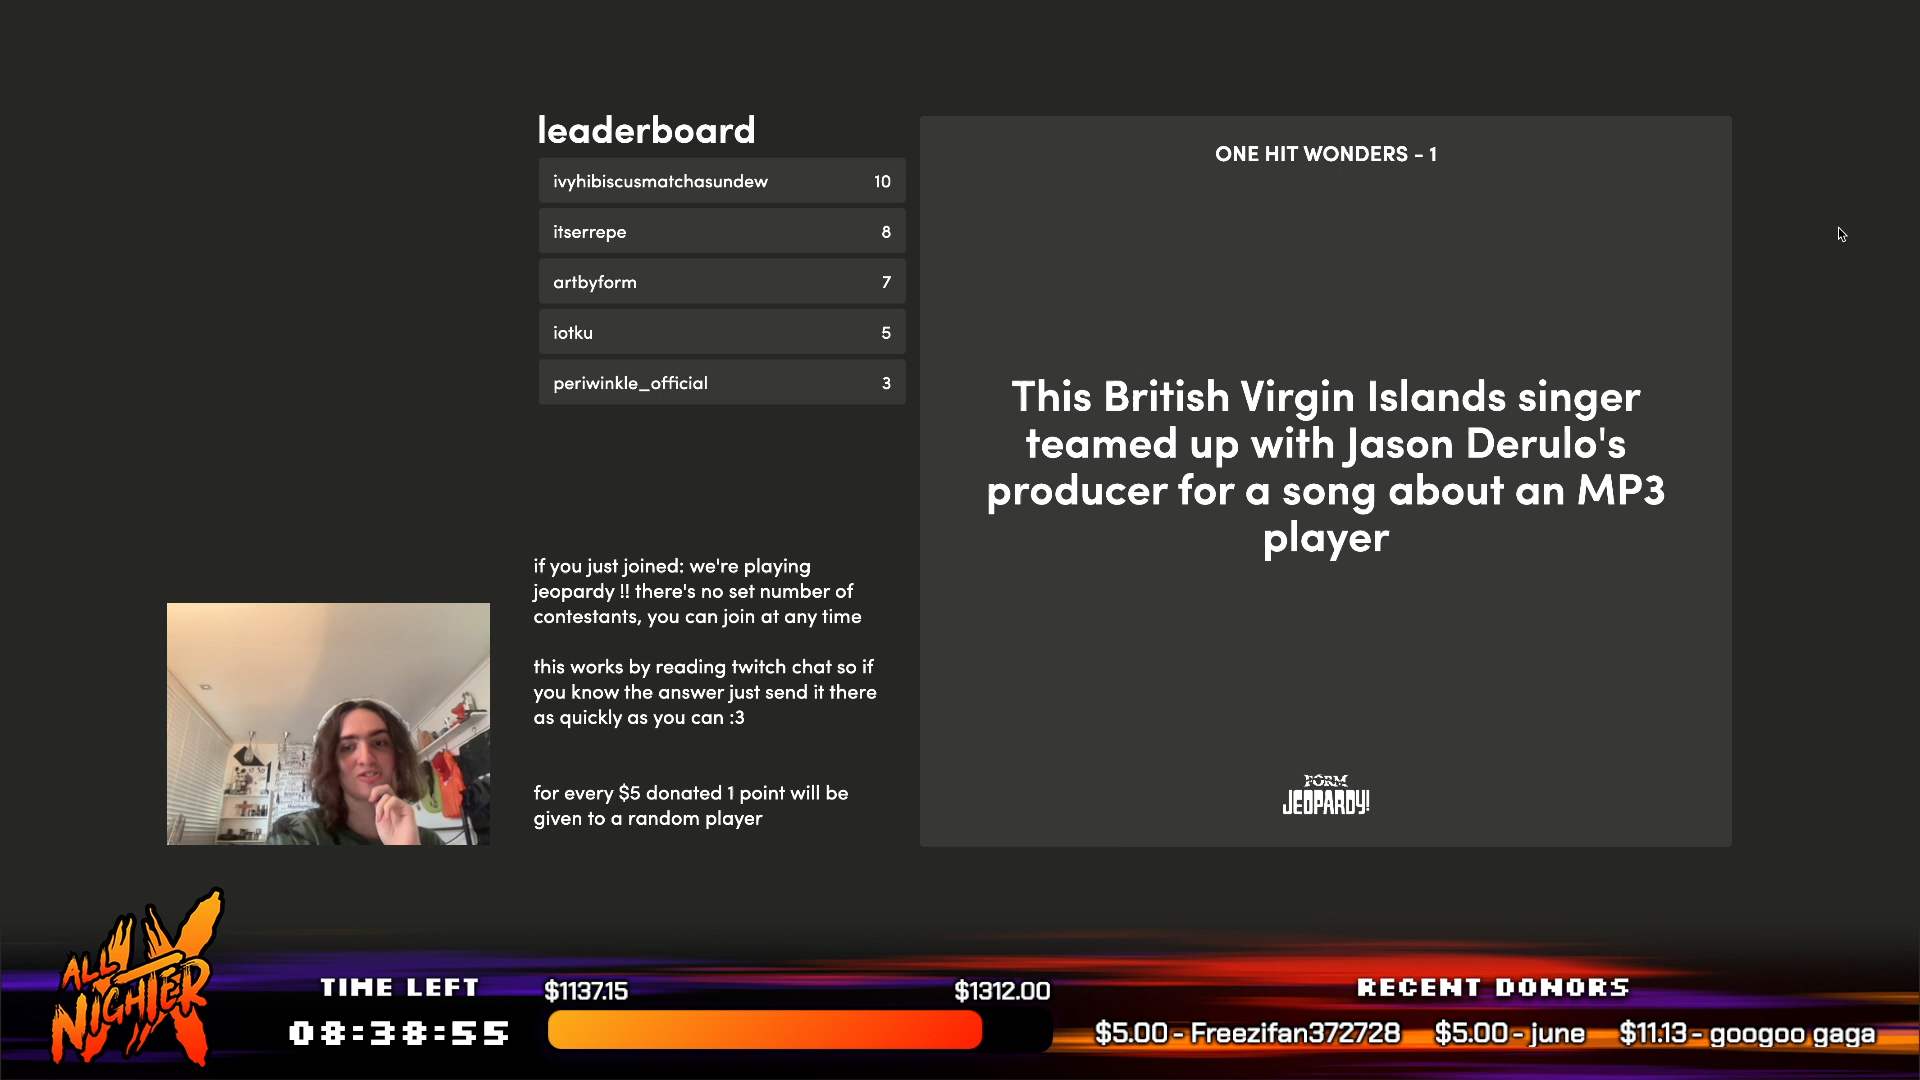 leaderboard
ivyhibiscusmatchasundew 10
itserrepe 8
artbyform 7
iotku 5
periwinkle_official 3
if you just joined: we're playing
jeopardy !! there's no set number of
contestants, you can join at any time
this works by reading twitch chat so if
you know the answer just send it there
as quickly as you can :3
for every $5 donated 1 point will be
given to a random player
ONE HIT WONDERS - 1
This British Virgin Islands singer
teamed up with Jason Derulo's
producer for a song about an MP3
player
FORM
JEOPARDY!
ALL
NIGHTER
X
TIME LEFT
08:38:55
$1137.15 $1312.00
RECENT DONORS
$5.00 - Freezifan372728 $5.00 - june $11.13 - googoo gaga